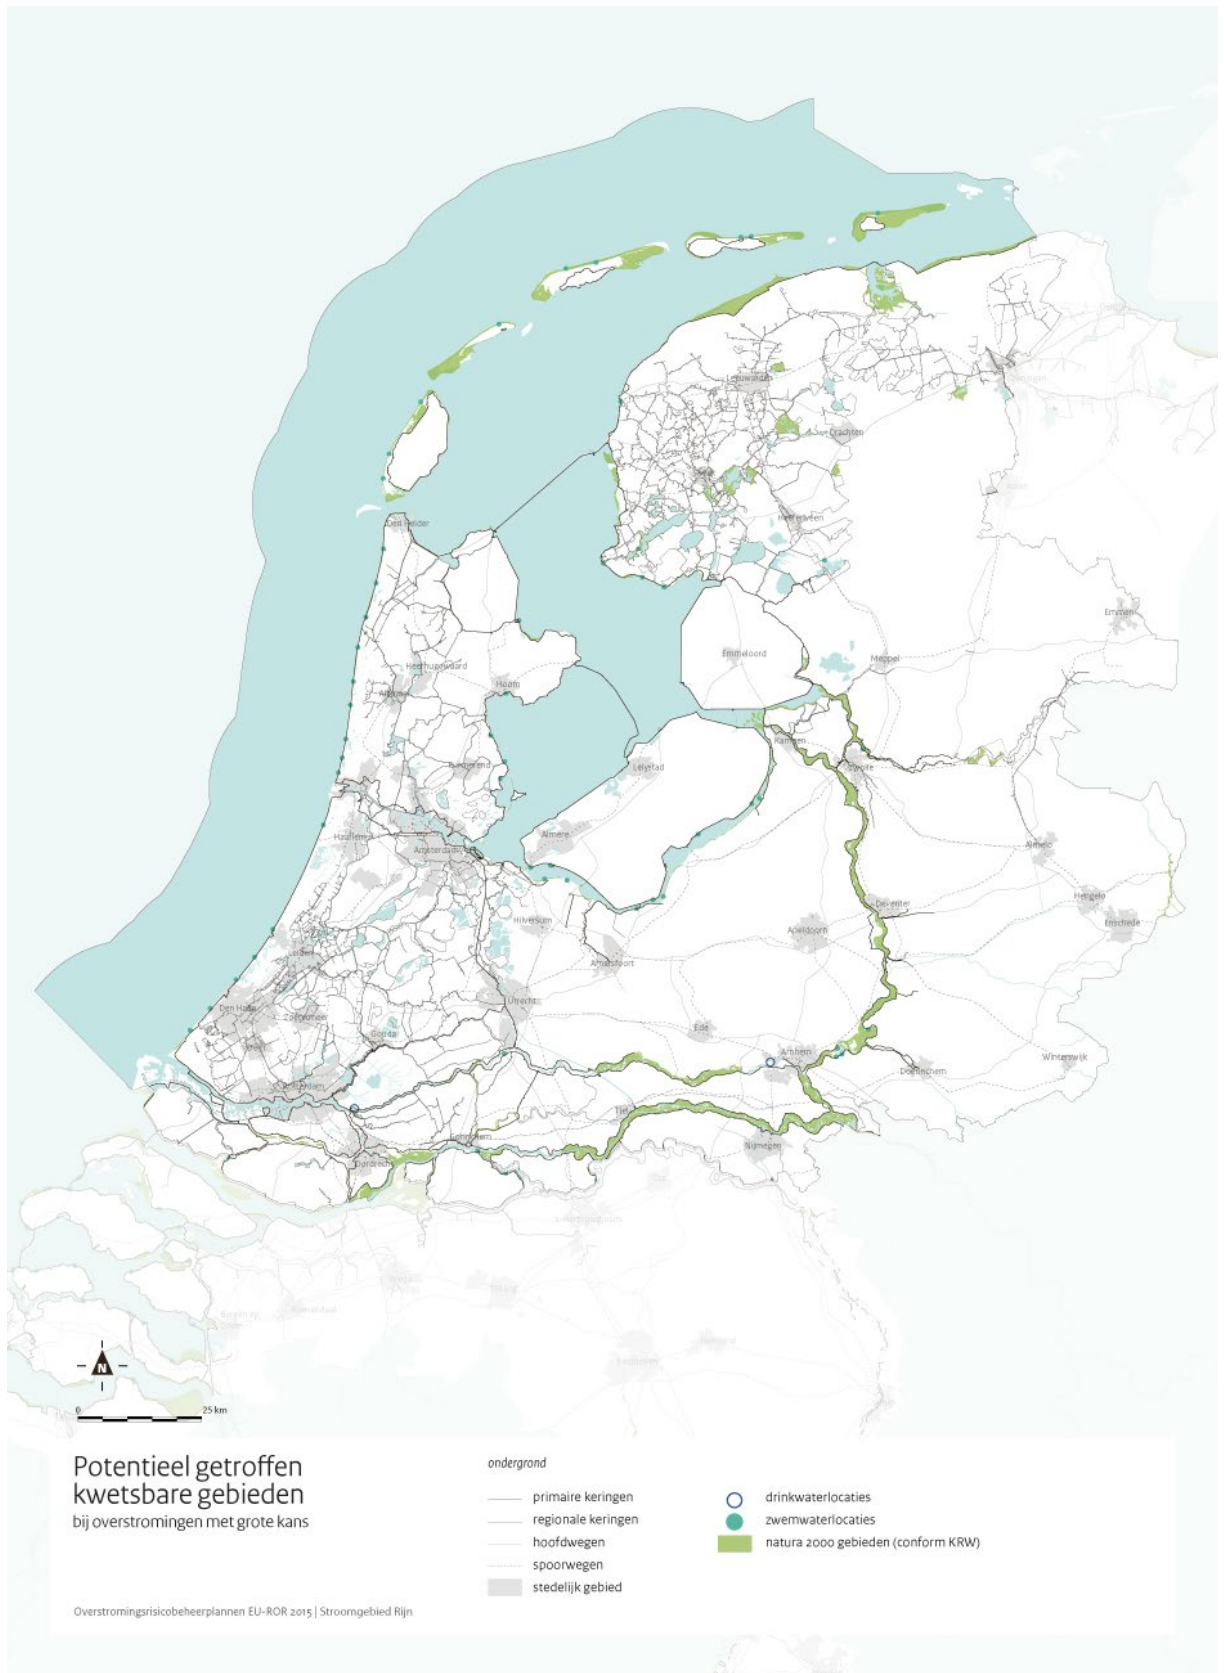 Groningen
Leeuwarden
Drachten
Den Helder
Heerenveen
Emmen
Emmeloord
Meppel
Heerhugowaard
Hoorn
Kampen
Zwolle
Purmerend
Lelystad
Haarlem
Almere
Amsterdam
Almelo
Hengelo
Enschede
Deventer
Hilversum
Apeldoorn
Amersfoort
Leiden
Utrecht
Den Haag
Zoetermeer
Gouda
Ede
Arnhem
Winterswijk
Doetinchem
Rotterdam
Tiel
Gorinchem
Nijmegen
Dordrecht
N
0 25 km
Potentieel getroffen
kwetsbare gebieden
bij overstromingen met grote kans
ondergrond
primaire keringen
regionale keringen
hoofdwegen
spoorwegen
stedelijk gebied
drinkwaterlocaties
zwemwaterlocaties
natura 2000 gebieden (conform KRW)
Overstromingsrisicobeheerplannen EU-ROR 2015 | Stroomgebied Rijn